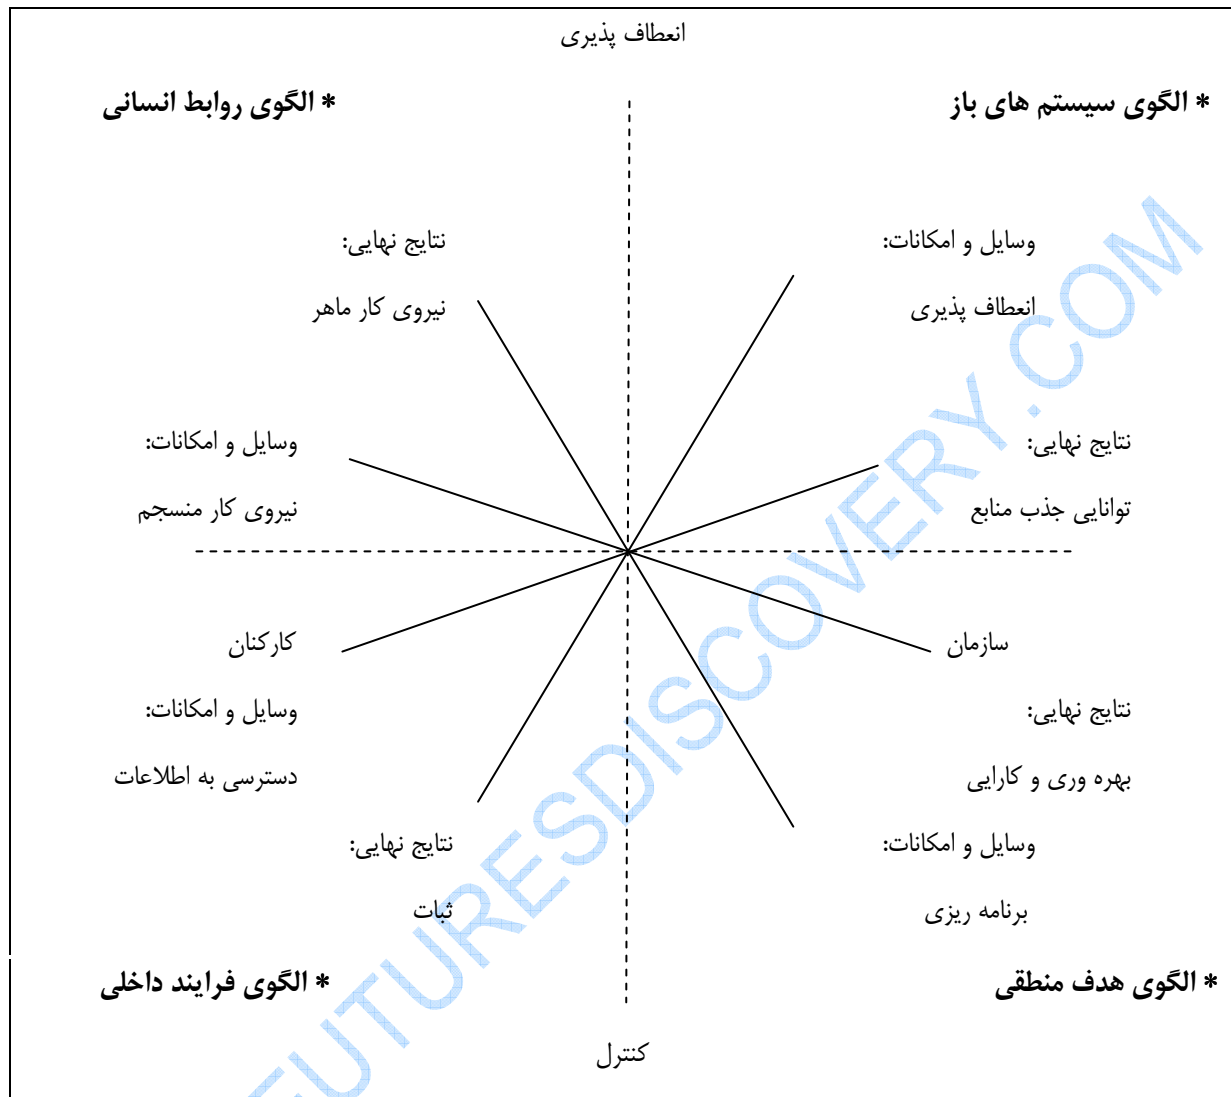 انعطاف پذیری
* الگوی سیستم های باز
* الگوی روابط انسانی
وسایل و امکانات:
انعطاف پذیری
نتایج نهایی:
نیروی کار ماهر
نتایج نهایی:
توانایی جذب منابع
وسایل و امکانات:
نیروی کار منسجم
سازمان
کارکنان
نتایج نهایی:
بهره وری و کارایی
وسایل و امکانات:
دسترسی به اطلاعات
وسایل و امکانات:
برنامه ریزی
نتایج نهایی:
ثبات
* الگوی هدف منطقی
* الگوی فرایند داخلی
کنترل
FUTURESDISCOVERY.COM